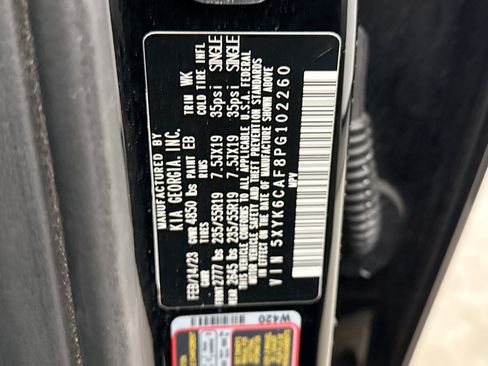 MANUFACTURED BY
KIA GEORGIA, INC.
FEB/14/23 GVWR 4850 lbs PAINT EB TRIM WK
GAWR TIRES RIMS COLD TIRE INFL
FRONT 2777 lbs 235/55R19 7.5JX19 35psi SINGLE
REAR 2645 lbs 235/55R19 7.5JX19 35psi SINGLE
THIS VEHICLE CONFORMS TO ALL APPLICABLE U.S.A. FEDERAL
MOTOR VEHICLE SAFETY AND THEFT PREVENTION STANDARDS
IN EFFECT ON THE DATE OF MANUFACTURE SHOWN ABOVE
VIN 5XYK6CAF8PG102260
MPV
W420